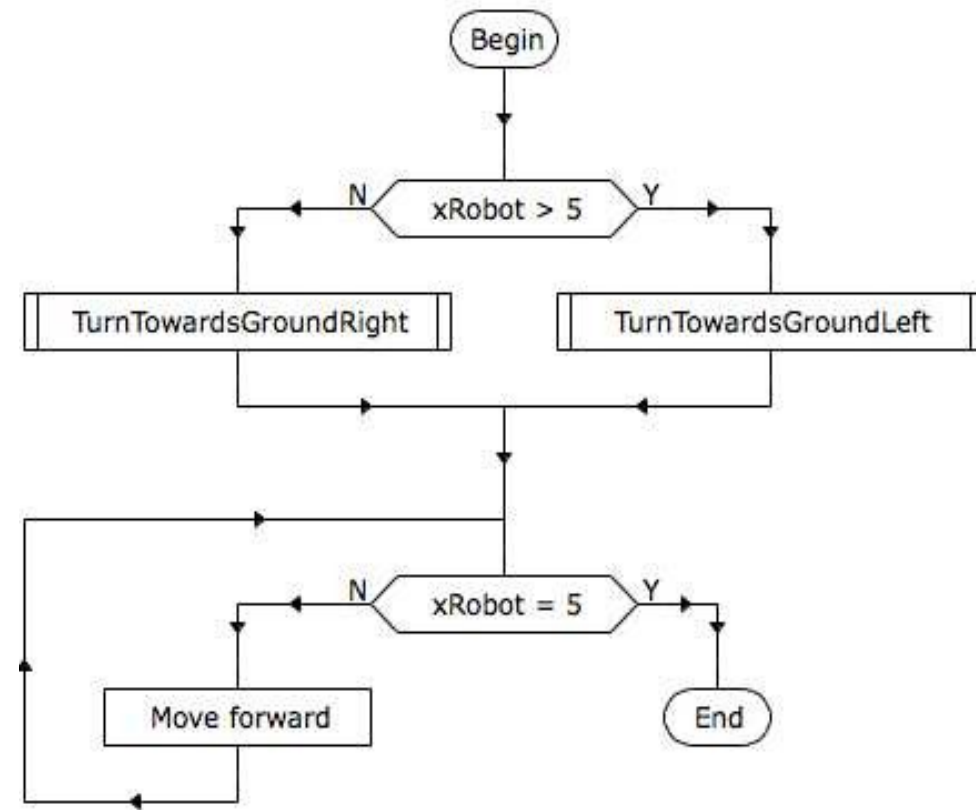 Begin
N
xRobot > 5
Y
TurnTowardsGroundRight
TurnTowardsGroundLeft
N
xRobot = 5
Y
Move forward
End